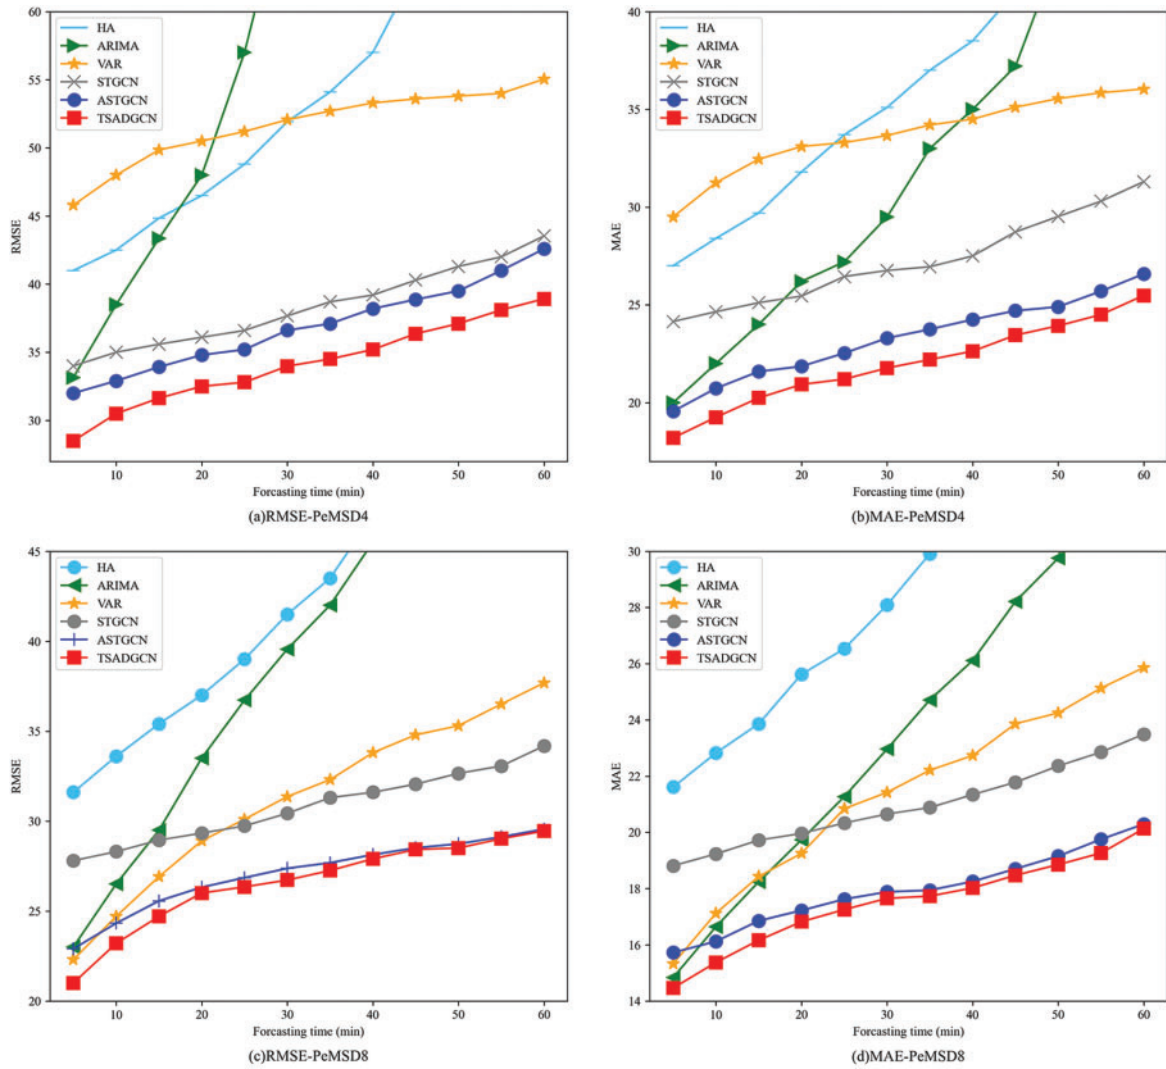 60
55
50
45
40
35
30
RMSE
HA
ARIMA
VAR
STGCN
ASTGCN
TSADGCN
10
20
30
40
50
60
Forcasting time (min)
(a)RMSE-PeMSD4
40
35
30
25
20
MAE
HA
ARIMA
VAR
STGCN
ASTGCN
TSADGCN
10
20
30
40
50
60
Forcasting time (min)
(b)MAE-PeMSD4
45
40
35
30
25
20
RMSE
HA
ARIMA
VAR
STGCN
ASTGCN
TSADGCN
10
20
30
40
50
60
Forcasting time (min)
(c)RMSE-PeMSD8
30
28
26
24
22
20
18
16
14
MAE
HA
ARIMA
VAR
STGCN
ASTGCN
TSADGCN
10
20
30
40
50
60
Forcasting time (min)
(d)MAE-PeMSD8